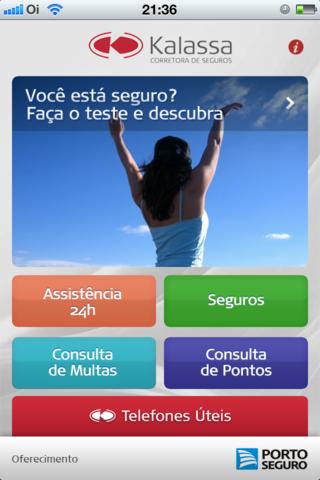 Oi 21:36
Kalassa
CORRETORA DE SEGUROS
i
Você está seguro?
Faça o teste e descubra
Assistência
24h
Seguros
Consulta
de Multas
Consulta
de Pontos
Telefones Úteis
Oferecimento
PORTO
SEGURO